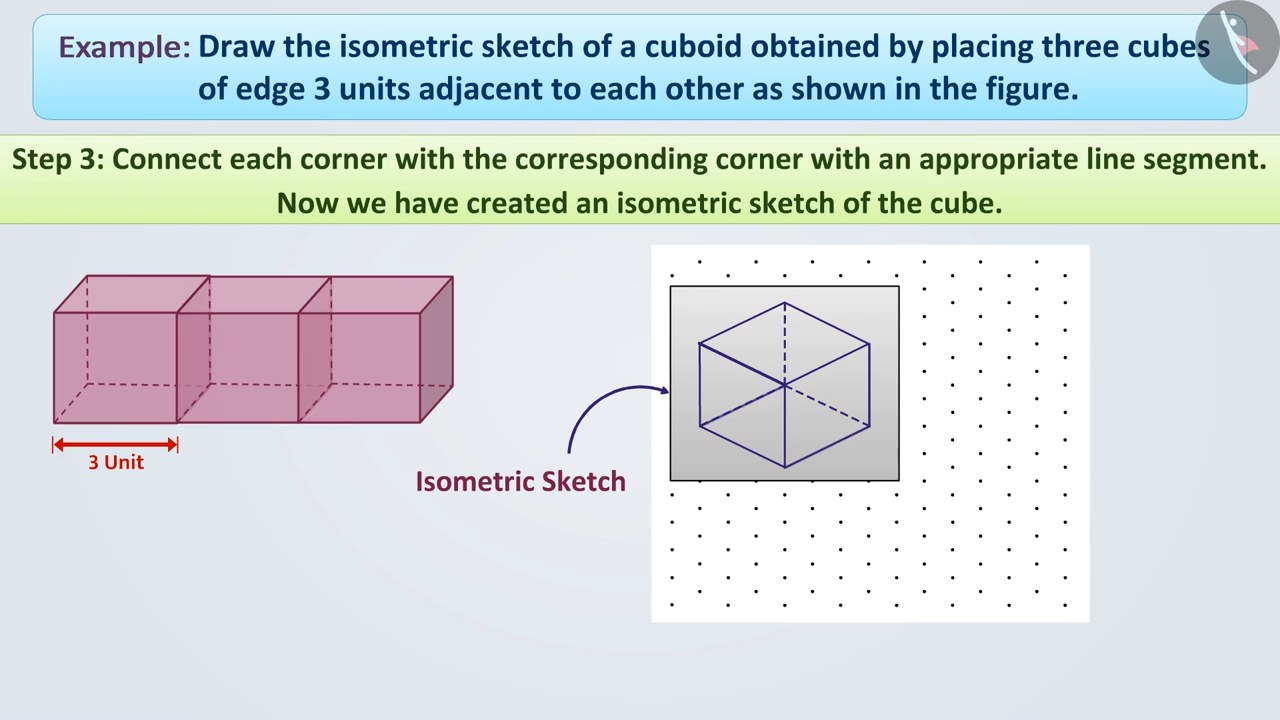 Example: Draw the isometric sketch of a cuboid obtained by placing three cubes
of edge 3 units adjacent to each other as shown in the figure.
Step 3: Connect each corner with the corresponding corner with an appropriate line segment.
Now we have created an isometric sketch of the cube.
3 Unit
Isometric Sketch